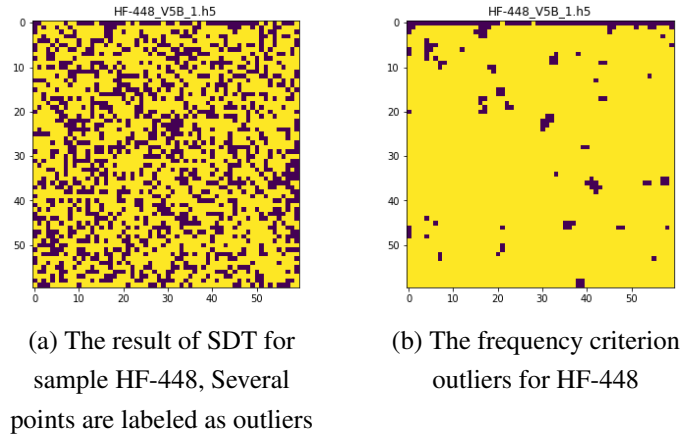 HF-448_V5B_1.h5
0
10
20
30
40
50
0 10 20 30 40 50
(a) The result of SDT for
sample HF-448, Several
points are labeled as outliers
HF-448_V5B_1.h5
0
10
20
30
40
50
0 10 20 30 40 50
(b) The frequency criterion
outliers for HF-448